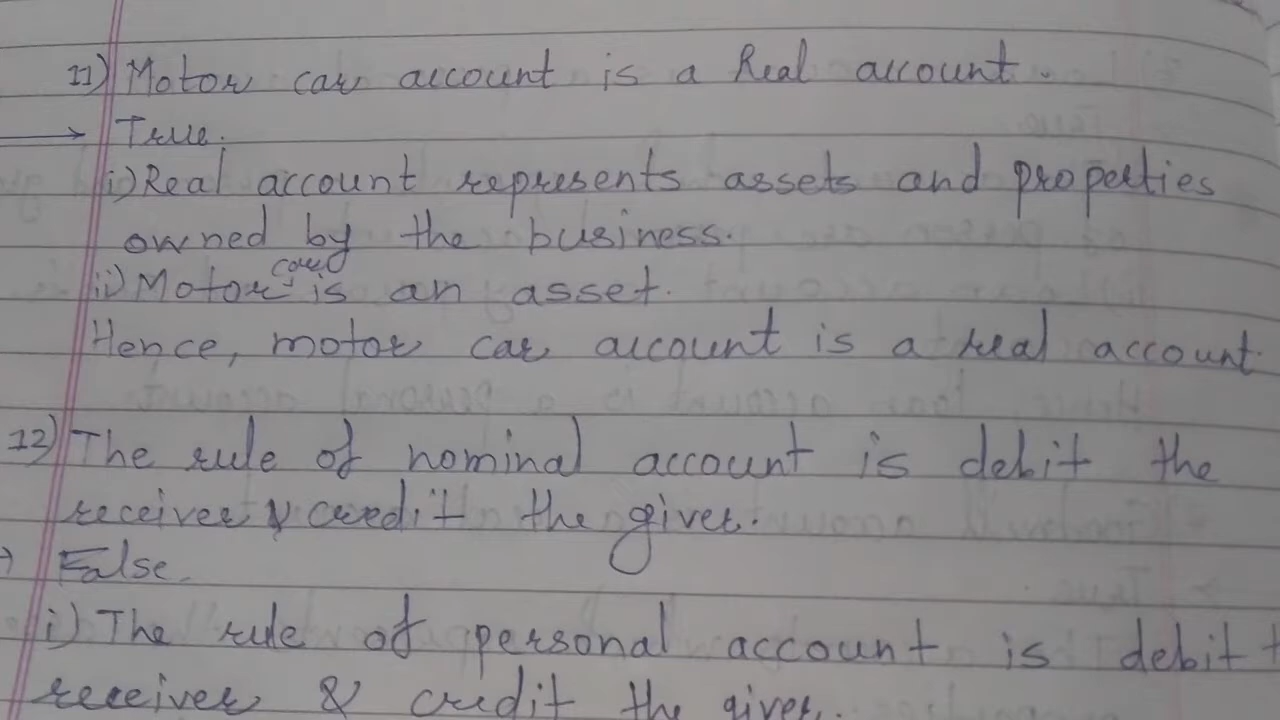 11) Motor car account is a Real account.
→ True.
i) Real account represents assets and properties
owned by the business.
car
ii) Motor is an asset.
Hence, motor car account is a real account.
12) The rule of nominal account is debit the
receiver & credit the giver.
→ False.
i) The rule of personal account is debit t
receiver & credit the giver.